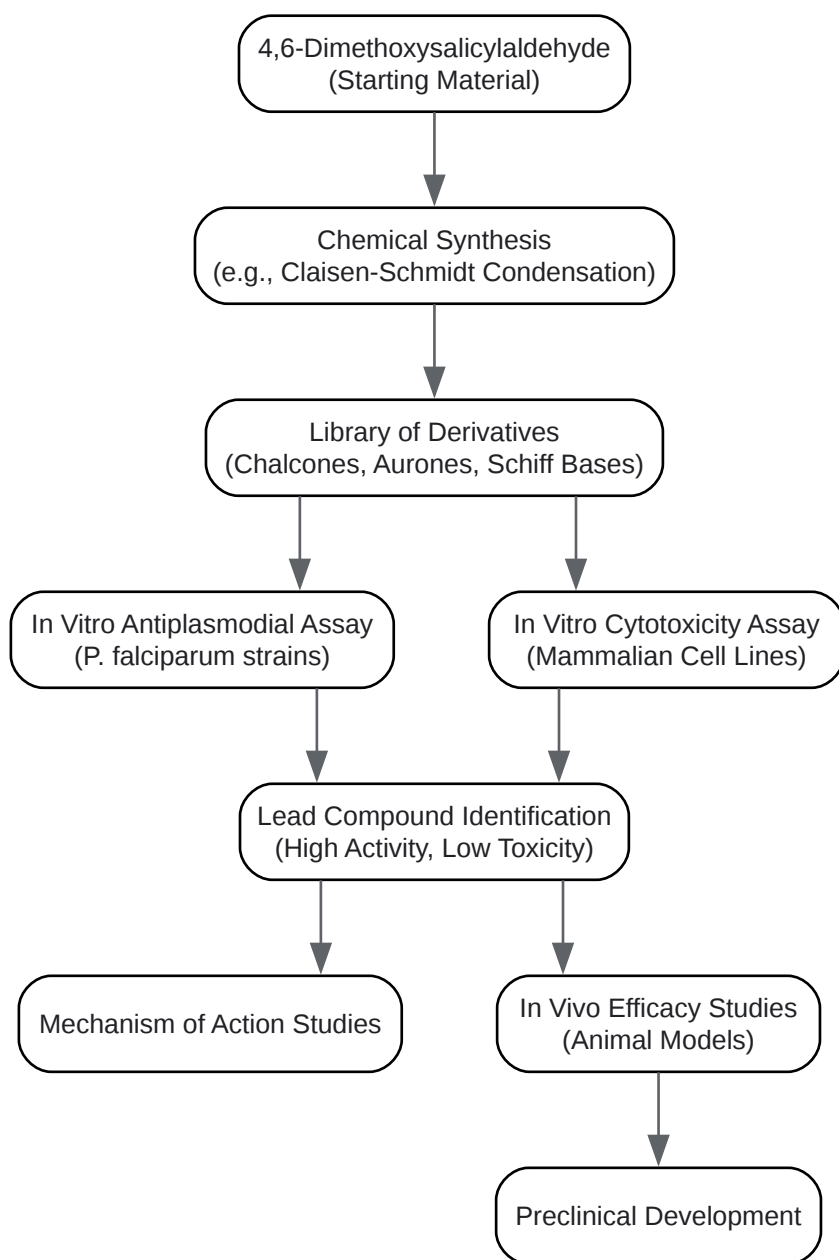 4,6-Dimethoxysalicylaldehyde
(Starting Material)
Chemical Synthesis
(e.g., Claisen-Schmidt Condensation)
Library of Derivatives
(Chalcones, Aurones, Schiff Bases)
In Vitro Antiplasmodial Assay
(P. falciparum strains)
In Vitro Cytotoxicity Assay
(Mammalian Cell Lines)
Lead Compound Identification
(High Activity, Low Toxicity)
Mechanism of Action Studies
In Vivo Efficacy Studies
(Animal Models)
Preclinical Development